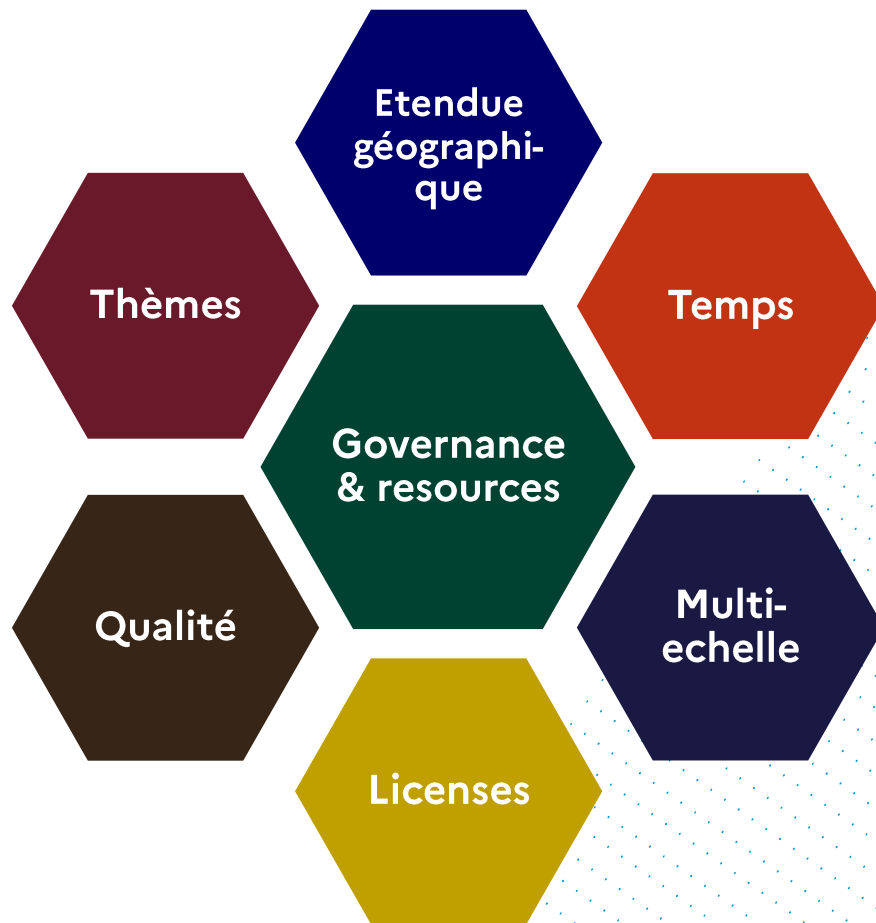 Etendue
géographi-
que
Thèmes
Temps
Governance
& resources
Qualité
Multi-
echelle
Licenses